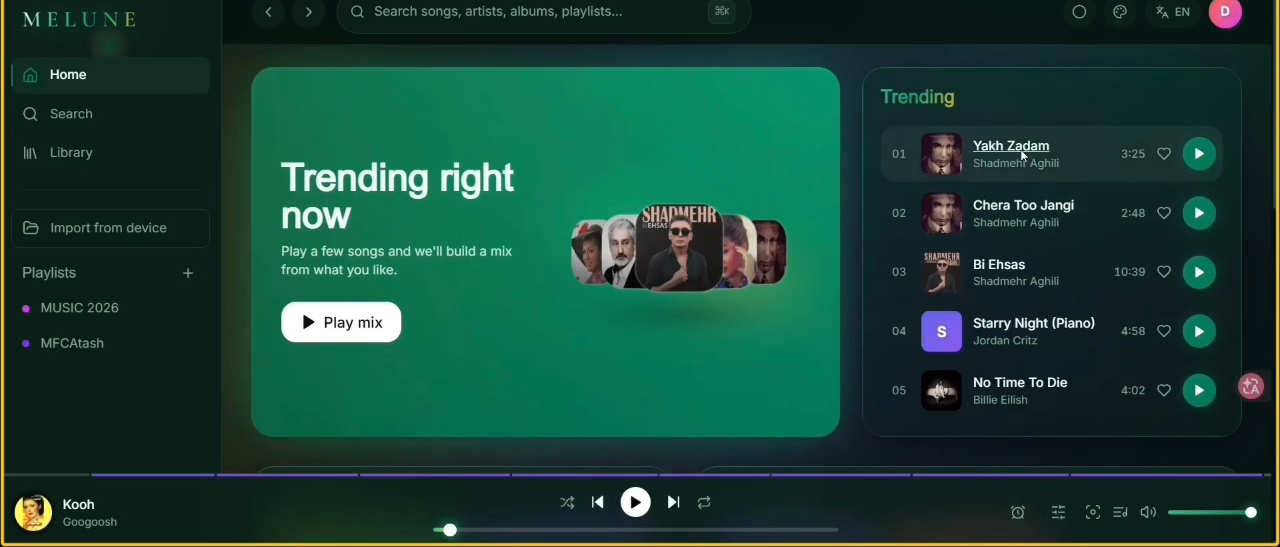 MELUNE
Search songs, artists, albums, playlists...
⌘K
EN
D
Home
Search
Library
Import from device
Playlists
MUSIC 2026
MFCAtash
Trending right
now
Play a few songs and we'll build a mix
from what you like.
Play mix
SHADMEHR
EHSAS
Trending
01
Yakh Zadam
Shadmehr Aghili
3:25
02
Chera Too Jangi
Shadmehr Aghili
2:48
SHADMEHR
03
Bi Ehsas
Shadmehr Aghili
10:39
S
04
Starry Night (Piano)
Jordan Critz
4:58
05
No Time To Die
Billie Eilish
4:02
Kooh
Googoosh